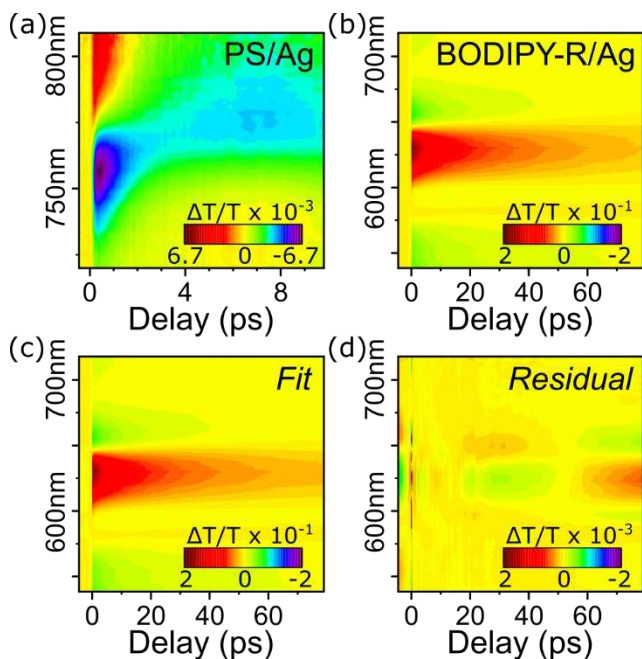 (a)
PS/Ag
800nm
750nm
ΔT/T x 10-3
6.7 0 -6.7
0 4 8
Delay (ps)
(b)
BODIPY-R/Ag
700nm
600nm
ΔT/T x 10-1
2 0 -2
0 20 40 60
Delay (ps)
(c)
Fit
700nm
600nm
ΔT/T x 10-1
2 0 -2
0 20 40 60
Delay (ps)
(d)
Residual
700nm
600nm
ΔT/T x 10-3
2 0 -2
0 20 40 60
Delay (ps)